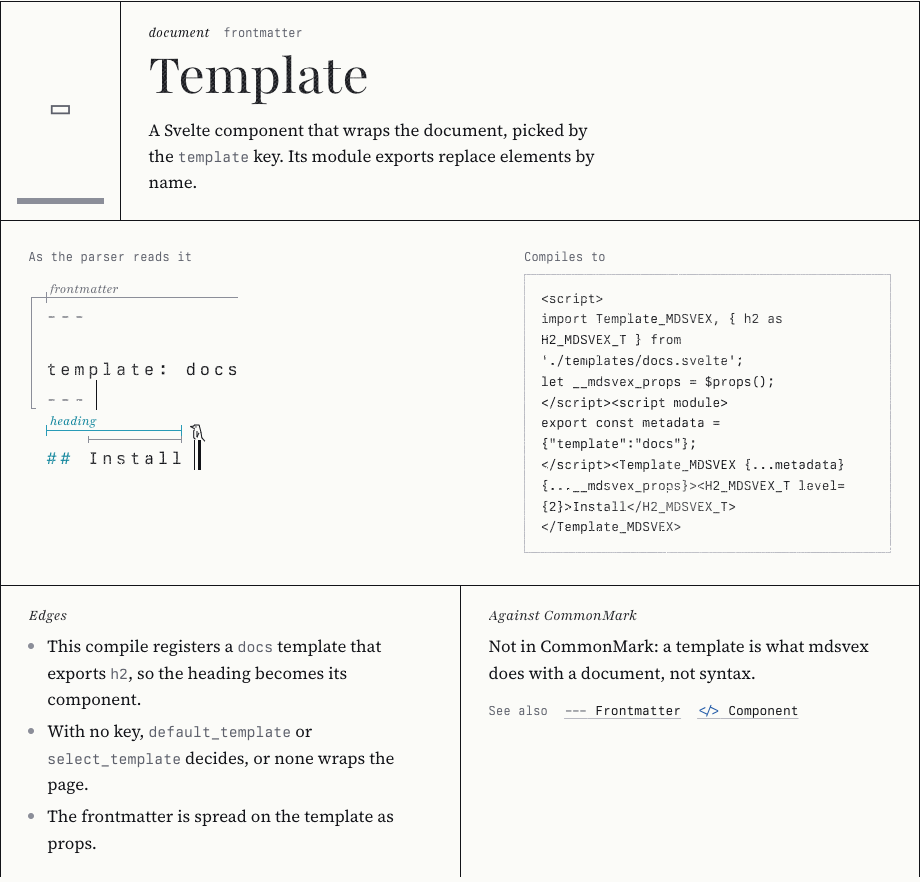 document frontmatter
Template
A Svelte component that wraps the document, picked by
the template key. Its module exports replace elements by
name.
As the parser reads it
frontmatter
---
template: docs
---
heading
## Install
Compiles to
<script>
import Template_MDSVEX, { h2 as
H2_MDSVEX_T } from
'./templates/docs.svelte';
let __mdsvex_props = $props();
</script><script module>
export const metadata =
{"template":"docs"};
</script><Template_MDSVEX {...metadata}
{...__mdsvex_props}><H2_MDSVEX_T level=
{2}>Install</H2_MDSVEX_T>
</Template_MDSVEX>
Edges
This compile registers a docs template that
exports h2, so the heading becomes its
component.
With no key, default_template or
select_template decides, or none wraps the
page.
The frontmatter is spread on the template as
props.
Against CommonMark
Not in CommonMark: a template is what mdsvex
does with a document, not syntax.
See also --- Frontmatter </> Component